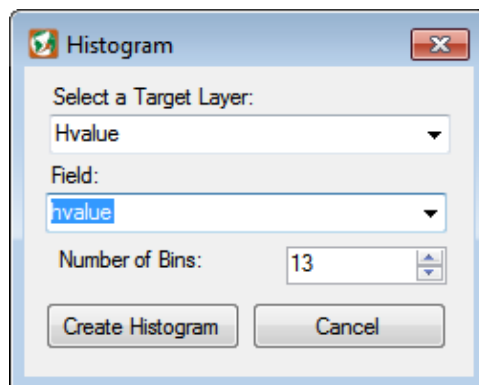 Histogram
Select a Target Layer:
Hvalue
Field:
hvalue
Number of Bins:
13
Create Histogram
Cancel